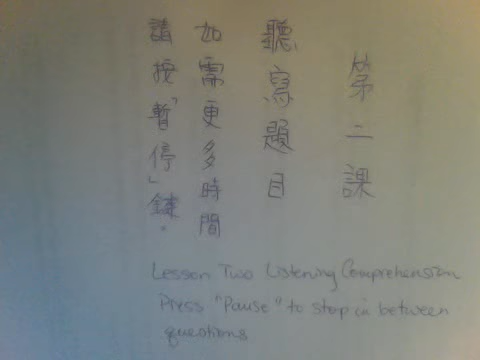 第二課
聽寫題目
如需更多時間
請按「暫停」鍵。
Lesson Two Listening Comprehension
Press "Pause" to stop in between
questions